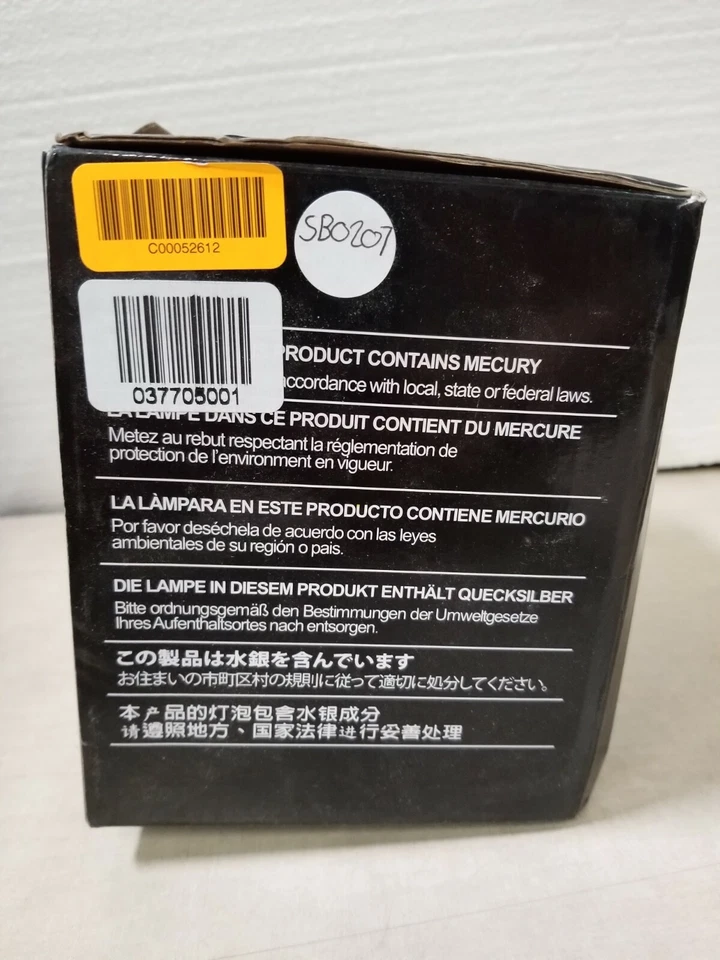 C00052612
SB0207
037705001
PRODUCT CONTAINS MECURY
accordance with local, state or federal laws.
LA LAMPE DANS CE PRODUIT CONTIENT DU MERCURE
Metez au rebut respectant la réglementation de
protection de l'environment en vigueur.
LA LÀMPARA EN ESTE PRODUCTO CONTIENE MERCURIO
Por favor deséchela de acuerdo con las leyes
ambientales de su región o pais.
DIE LAMPE IN DIESEM PRODUKT ENTHÄLT QUECKSILBER
Bitte ordnungsgemäß den Bestimmungen der Umweltgesetze
Ihres Aufenthaltsortes nach entsorgen.
この製品は水銀を含んでいます
お住まいの市町区村の規則に従って適切に処分してください。
本产品的灯泡包含水银成分
请遵照地方、国家法律进行妥善处理